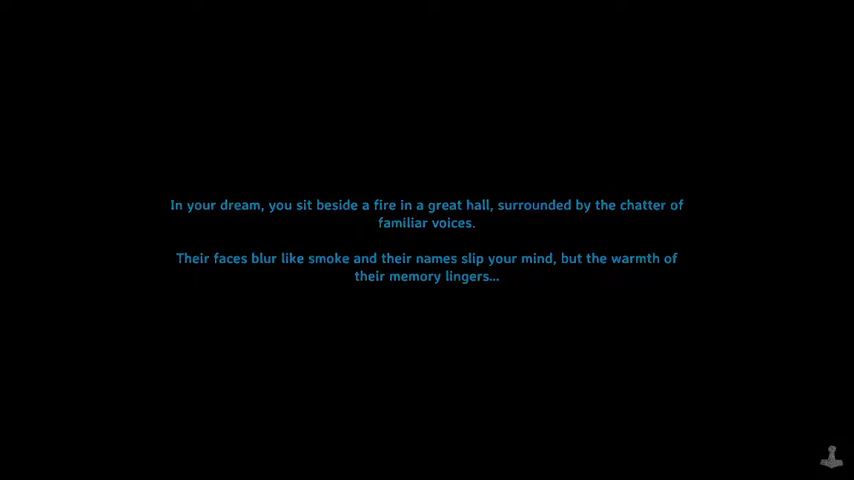 In your dream, you sit beside a fire in a great hall, surrounded by the chatter of
familiar voices.
Their faces blur like smoke and their names slip your mind, but the warmth of
their memory lingers...